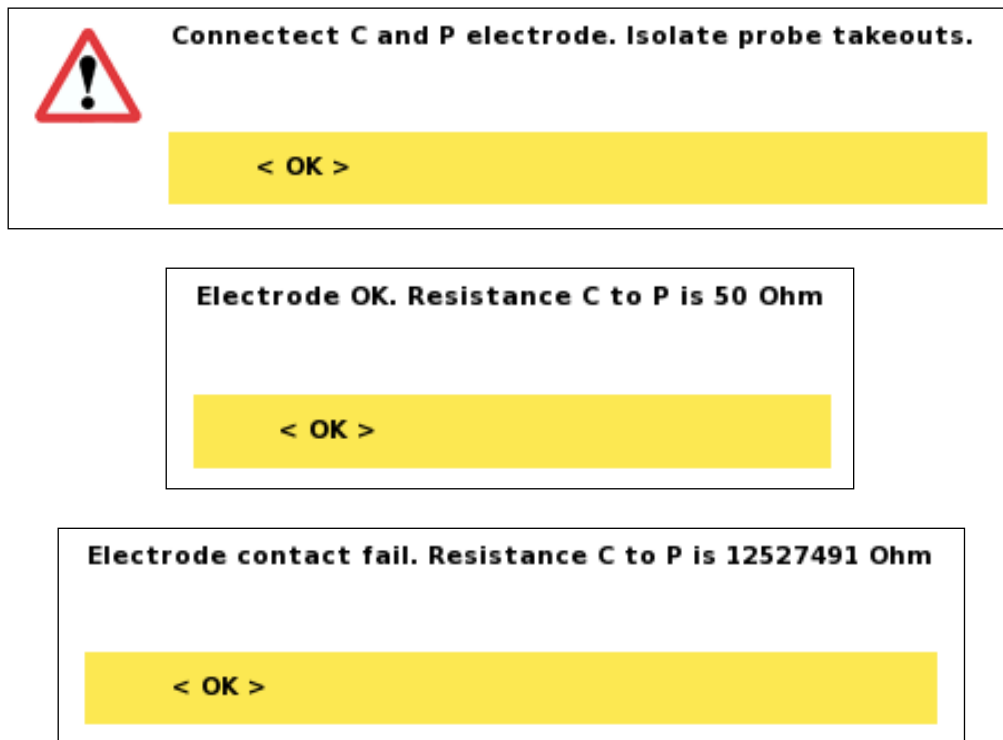 Connectect C and P electrode. Isolate probe takeouts.
< OK >
Electrode OK. Resistance C to P is 50 Ohm
< OK >
Electrode contact fail. Resistance C to P is 12527491 Ohm
< OK >